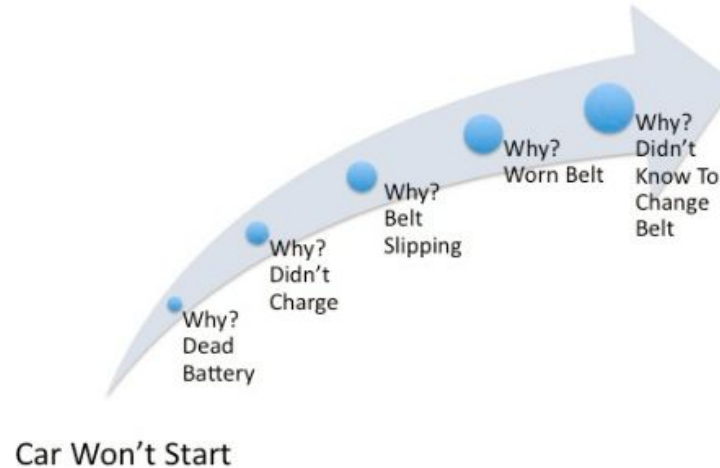 Why?
Didn't
Know To
Change
Belt
Why?
Worn Belt
Why?
Belt
Slipping
Why?
Didn't
Charge
Why?
Dead
Battery
Car Won't Start